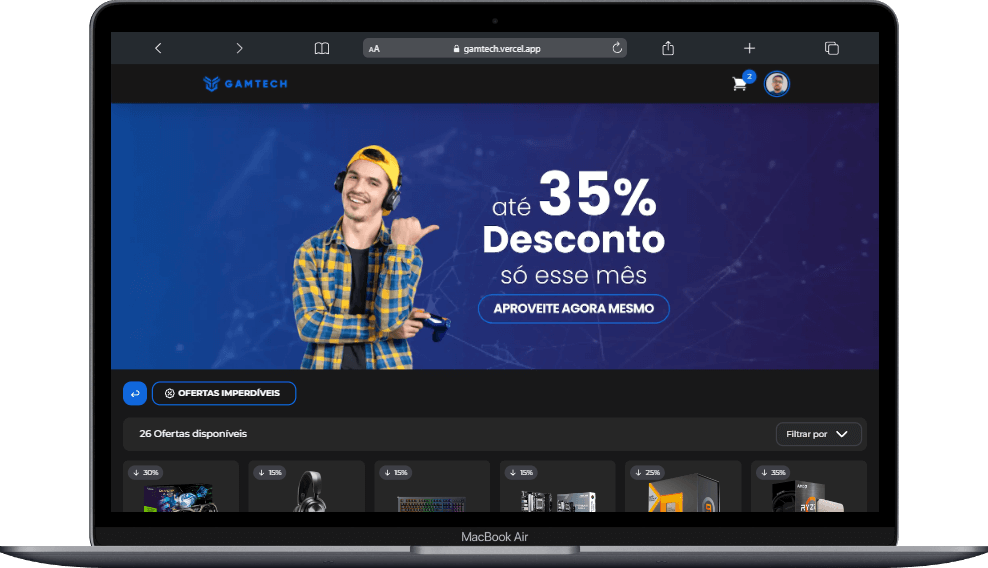 AA gamtech.vercel.app
GAMTECH
2
até 35%
Desconto
só esse mês
APROVEITE AGORA MESMO
OFERTAS IMPERDÍVEIS
26 Ofertas disponíveis
Filtrar por
30% 15% 15% 15% 25% 35%
MacBook Air